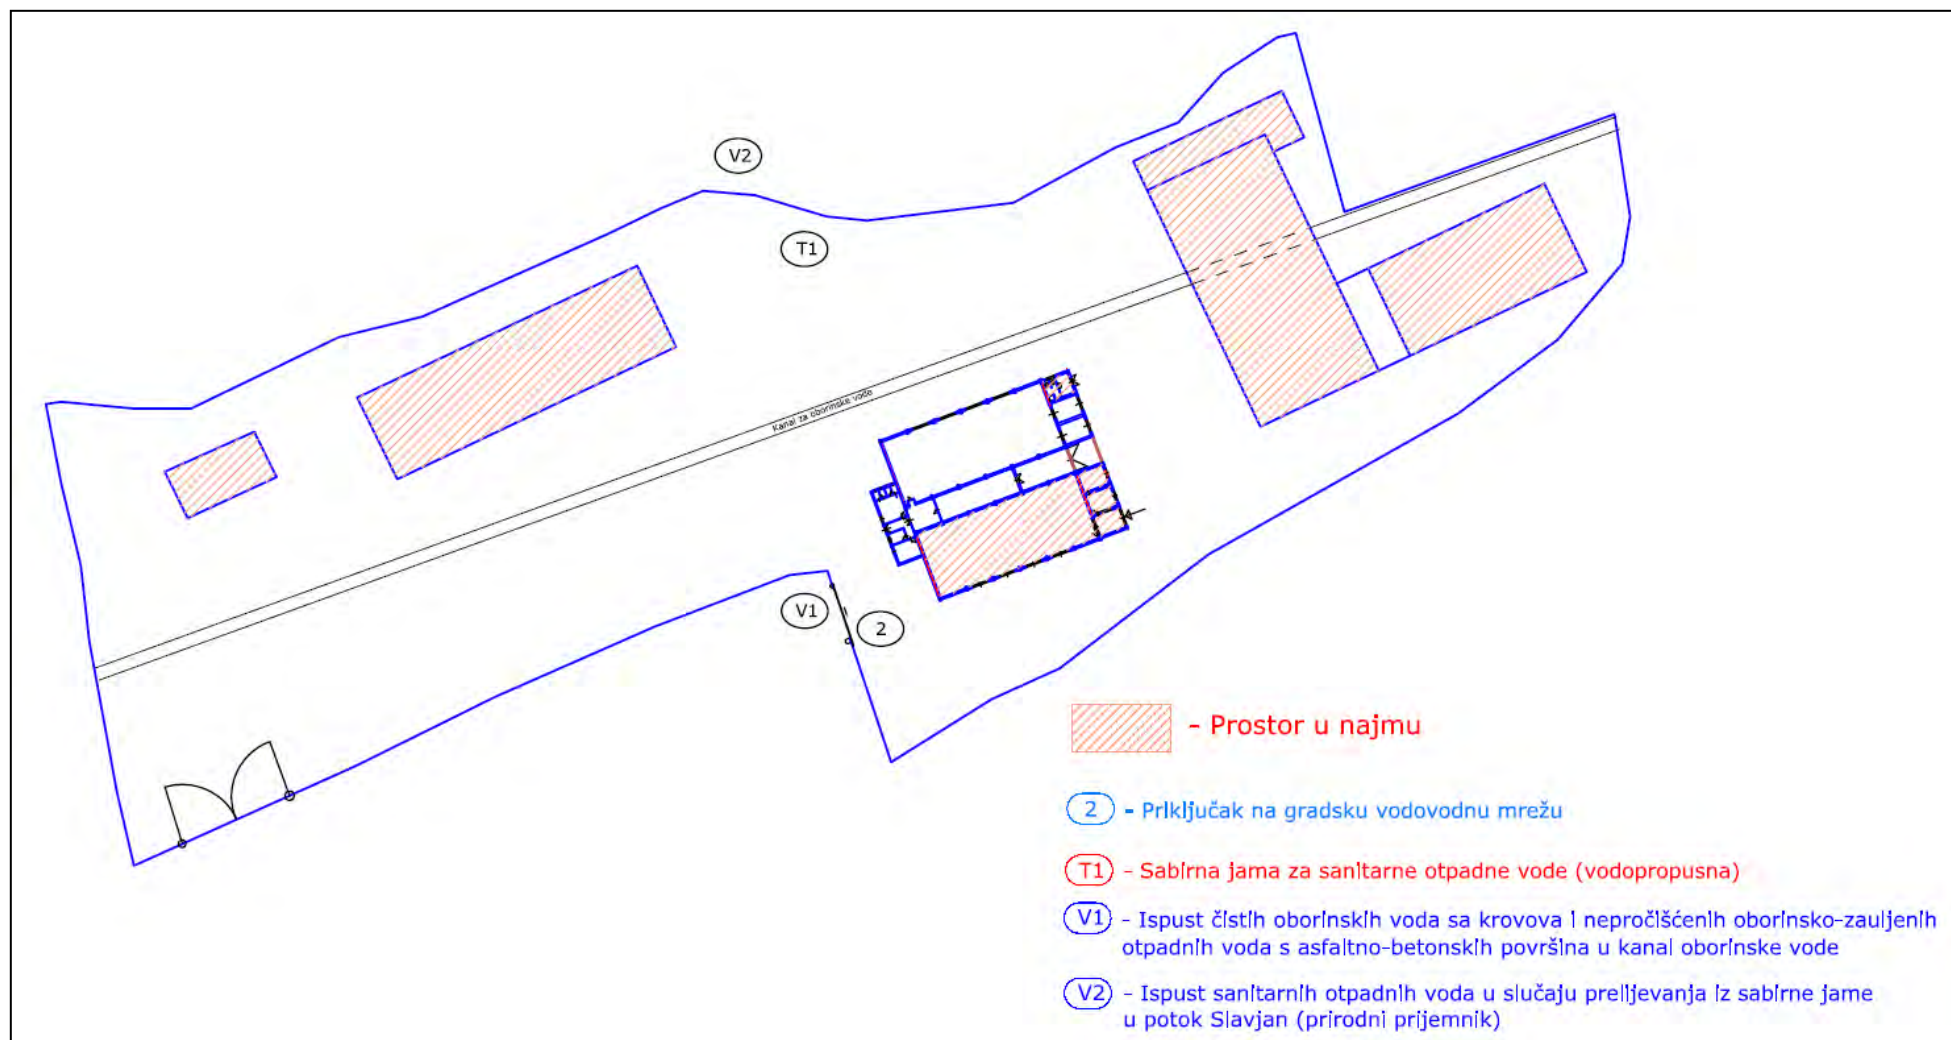 V2
T1
Kanal za oborinske vode
V1
2
- Prostor u najmu
2 - Priključak na gradsku vodovodnu mrežu
T1 - Sabirna jama za sanitarne otpadne vode (vodopropusna)
V1 - Ispust čistih oborinskih voda sa krovova i nepročišćenih oborinsko-zauljenih
otpadnih voda s asfaltno-betonskih površina u kanal oborinske vode
V2 - Ispust sanitarnih otpadnih voda u slučaju prelijevanja iz sabirne jame
u potok Slavjan (prirodni prijemnik)